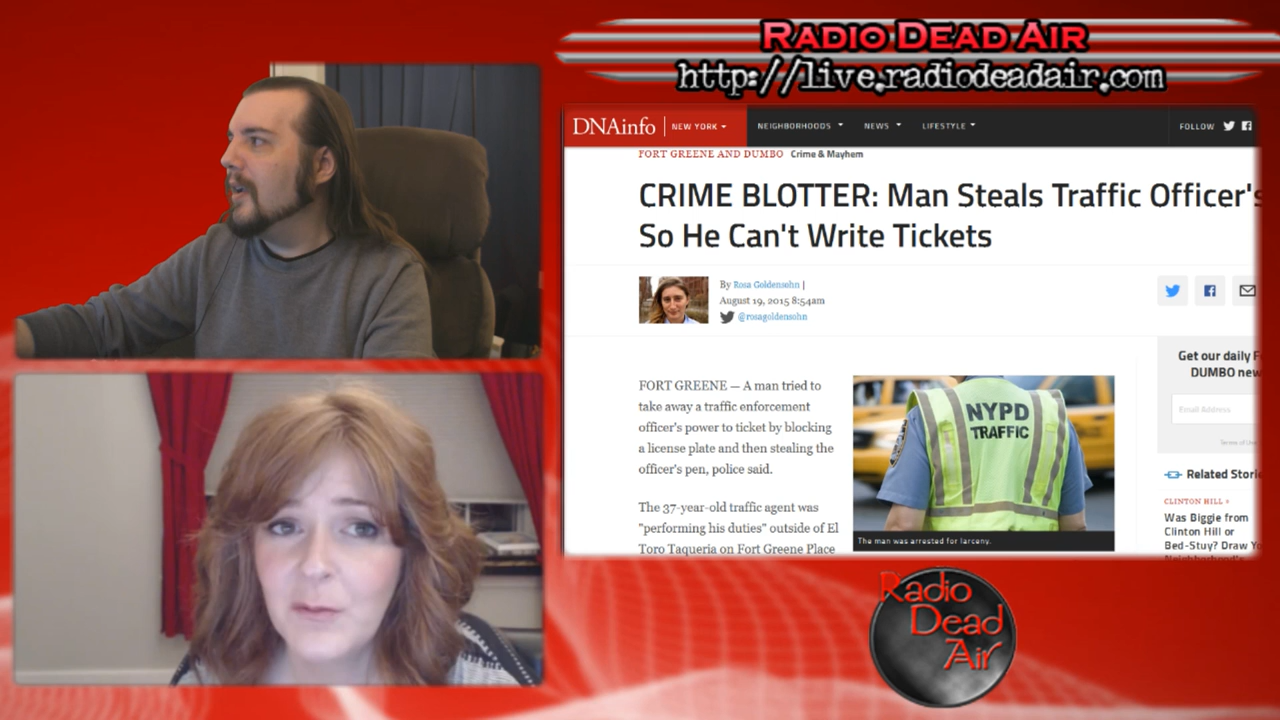 RADIO DEAD AIR
http://live.radiodeadair.com
DNAinfo NEW YORK NEIGHBORHOODS NEWS LIFESTYLE FOLLOW
FORT GREENE AND DUMBO Crime & Mayhem
CRIME BLOTTER: Man Steals Traffic Officer's
So He Can't Write Tickets
By Rosa Goldensohn |
August 19, 2015 8:54am
@rosagoldensohn
FORT GREENE — A man tried to
take away a traffic enforcement
officer's power to ticket by blocking
a license plate and then stealing the
officer's pen, police said.
The 37-year-old traffic agent was
"performing his duties" outside of El
Toro Taqueria on Fort Greene Place
NYPD
TRAFFIC
The man was arrested for larceny.
Get our daily F
DUMBO new
Email Address
Terms of Us
Related Storie
CLINTON HILL »
Was Biggie from
Clinton Hill or
Bed-Stuy? Draw Yo
Neighborhood's
Radio
Dead
Air